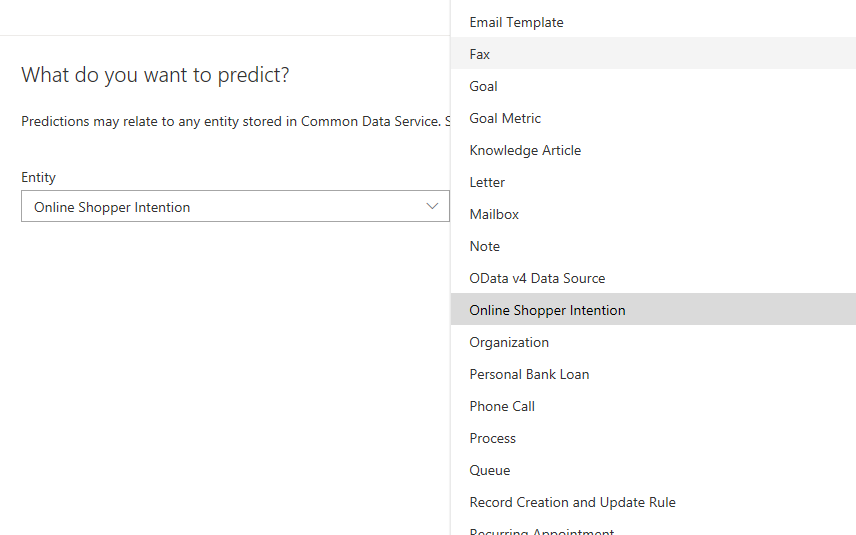 What do you want to predict?
Predictions may relate to any entity stored in Common Data Service. S
Entity
Online Shopper Intention
Email Template
Fax
Goal
Goal Metric
Knowledge Article
Letter
Mailbox
Note
OData v4 Data Source
Online Shopper Intention
Organization
Personal Bank Loan
Phone Call
Process
Queue
Record Creation and Update Rule
Recurring Appointment